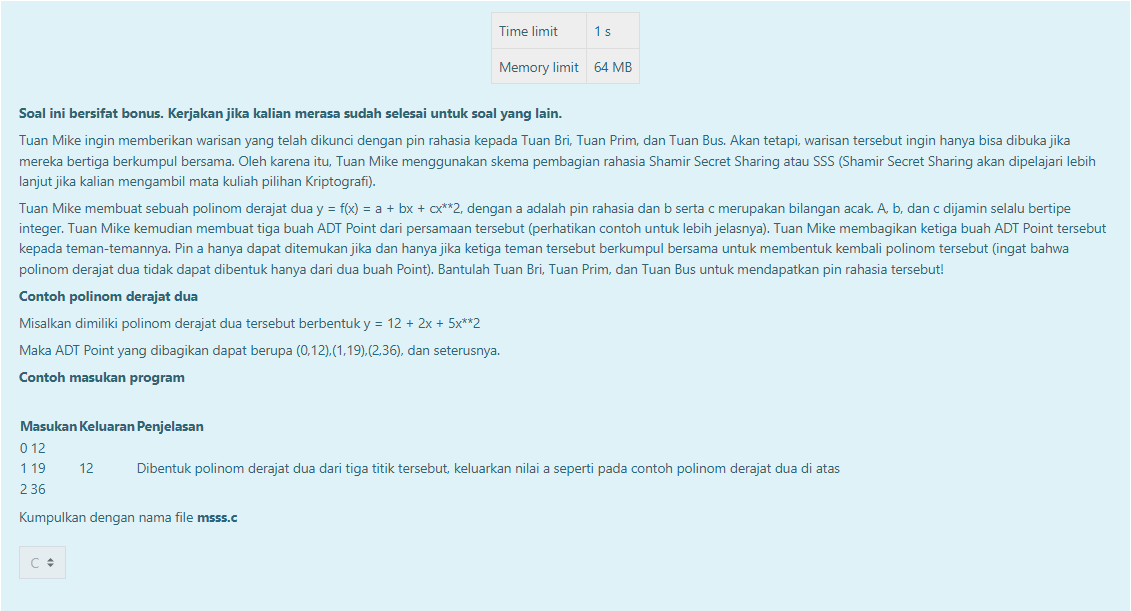 Time limit 1 s
Memory limit 64 MB
Soal ini bersifat bonus. Kerjakan jika kalian merasa sudah selesai untuk soal yang lain.
Tuan Mike ingin memberikan warisan yang telah dikunci dengan pin rahasia kepada Tuan Bri, Tuan Prim, dan Tuan Bus. Akan tetapi, warisan tersebut ingin hanya bisa dibuka jika
mereka bertiga berkumpul bersama. Oleh karena itu, Tuan Mike menggunakan skema pembagian rahasia Shamir Secret Sharing atau SSS (Shamir Secret Sharing akan dipelajari lebih
lanjut jika kalian mengambil mata kuliah pilihan Kriptografi).
Tuan Mike membuat sebuah polinom derajat dua y = f(x) = a + bx + cx**2, dengan a adalah pin rahasia dan b serta c merupakan bilangan acak. A, b, dan c dijamin selalu bertipe
integer. Tuan Mike kemudian membuat tiga buah ADT Point dari persamaan tersebut (perhatikan contoh untuk lebih jelasnya). Tuan Mike membagikan ketiga buah ADT Point tersebut
kepada teman-temannya. Pin a hanya dapat ditemukan jika dan hanya jika ketiga teman tersebut berkumpul bersama untuk membentuk kembali polinom tersebut (ingat bahwa
polinom derajat dua tidak dapat dibentuk hanya dari dua buah Point). Bantulah Tuan Bri, Tuan Prim, dan Tuan Bus untuk mendapatkan pin rahasia tersebut!
Contoh polinom derajat dua
Misalkan dimiliki polinom derajat dua tersebut berbentuk y = 12 + 2x + 5x**2
Maka ADT Point yang dibagikan dapat berupa (0,12),(1,19),(2,36), dan seterusnya.
Contoh masukan program
Masukan Keluaran Penjelasan
0 12
1 19 12 Dibentuk polinom derajat dua dari tiga titik tersebut, keluarkan nilai a seperti pada contoh polinom derajat dua di atas
2 36
Kumpulkan dengan nama file msss.c
C